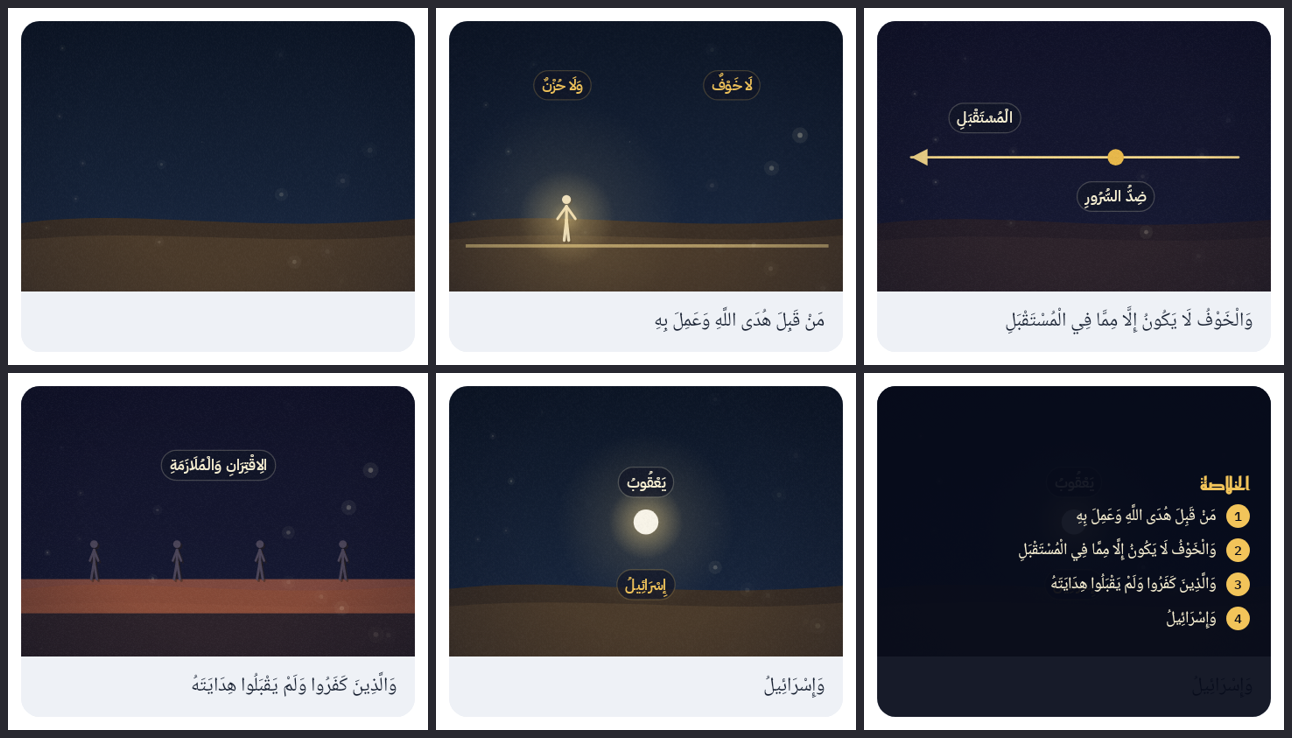 لَا خَوْفٌ
وَلَا حُزْنٌ
مَنْ قَبِلَ هُدَى اللَّهِ وَعَمِلَ بِهِ
الْمُسْتَقْبَلِ
ضِدُّ السُّرُورِ
وَالْخَوْفُ لَا يَكُونُ إِلَّا مِمَّا فِي الْمُسْتَقْبَلِ
الِاقْتِرَانِ وَالْمُلَازَمَةِ
وَالَّذِينَ كَفَرُوا وَلَمْ يَقْبَلُوا هِدَايَتَهُ
يَعْقُوبُ
إِسْرَائِيلُ
وَإِسْرَائِيلُ
يَعْقُوبُ
الخلاصة
1 مَنْ قَبِلَ هُدَى اللَّهِ وَعَمِلَ بِهِ
2 وَالْخَوْفُ لَا يَكُونُ إِلَّا مِمَّا فِي الْمُسْتَقْبَلِ
3 وَالَّذِينَ كَفَرُوا وَلَمْ يَقْبَلُوا هِدَايَتَهُ
4 وَإِسْرَائِيلُ
وَإِسْرَائِيلُ